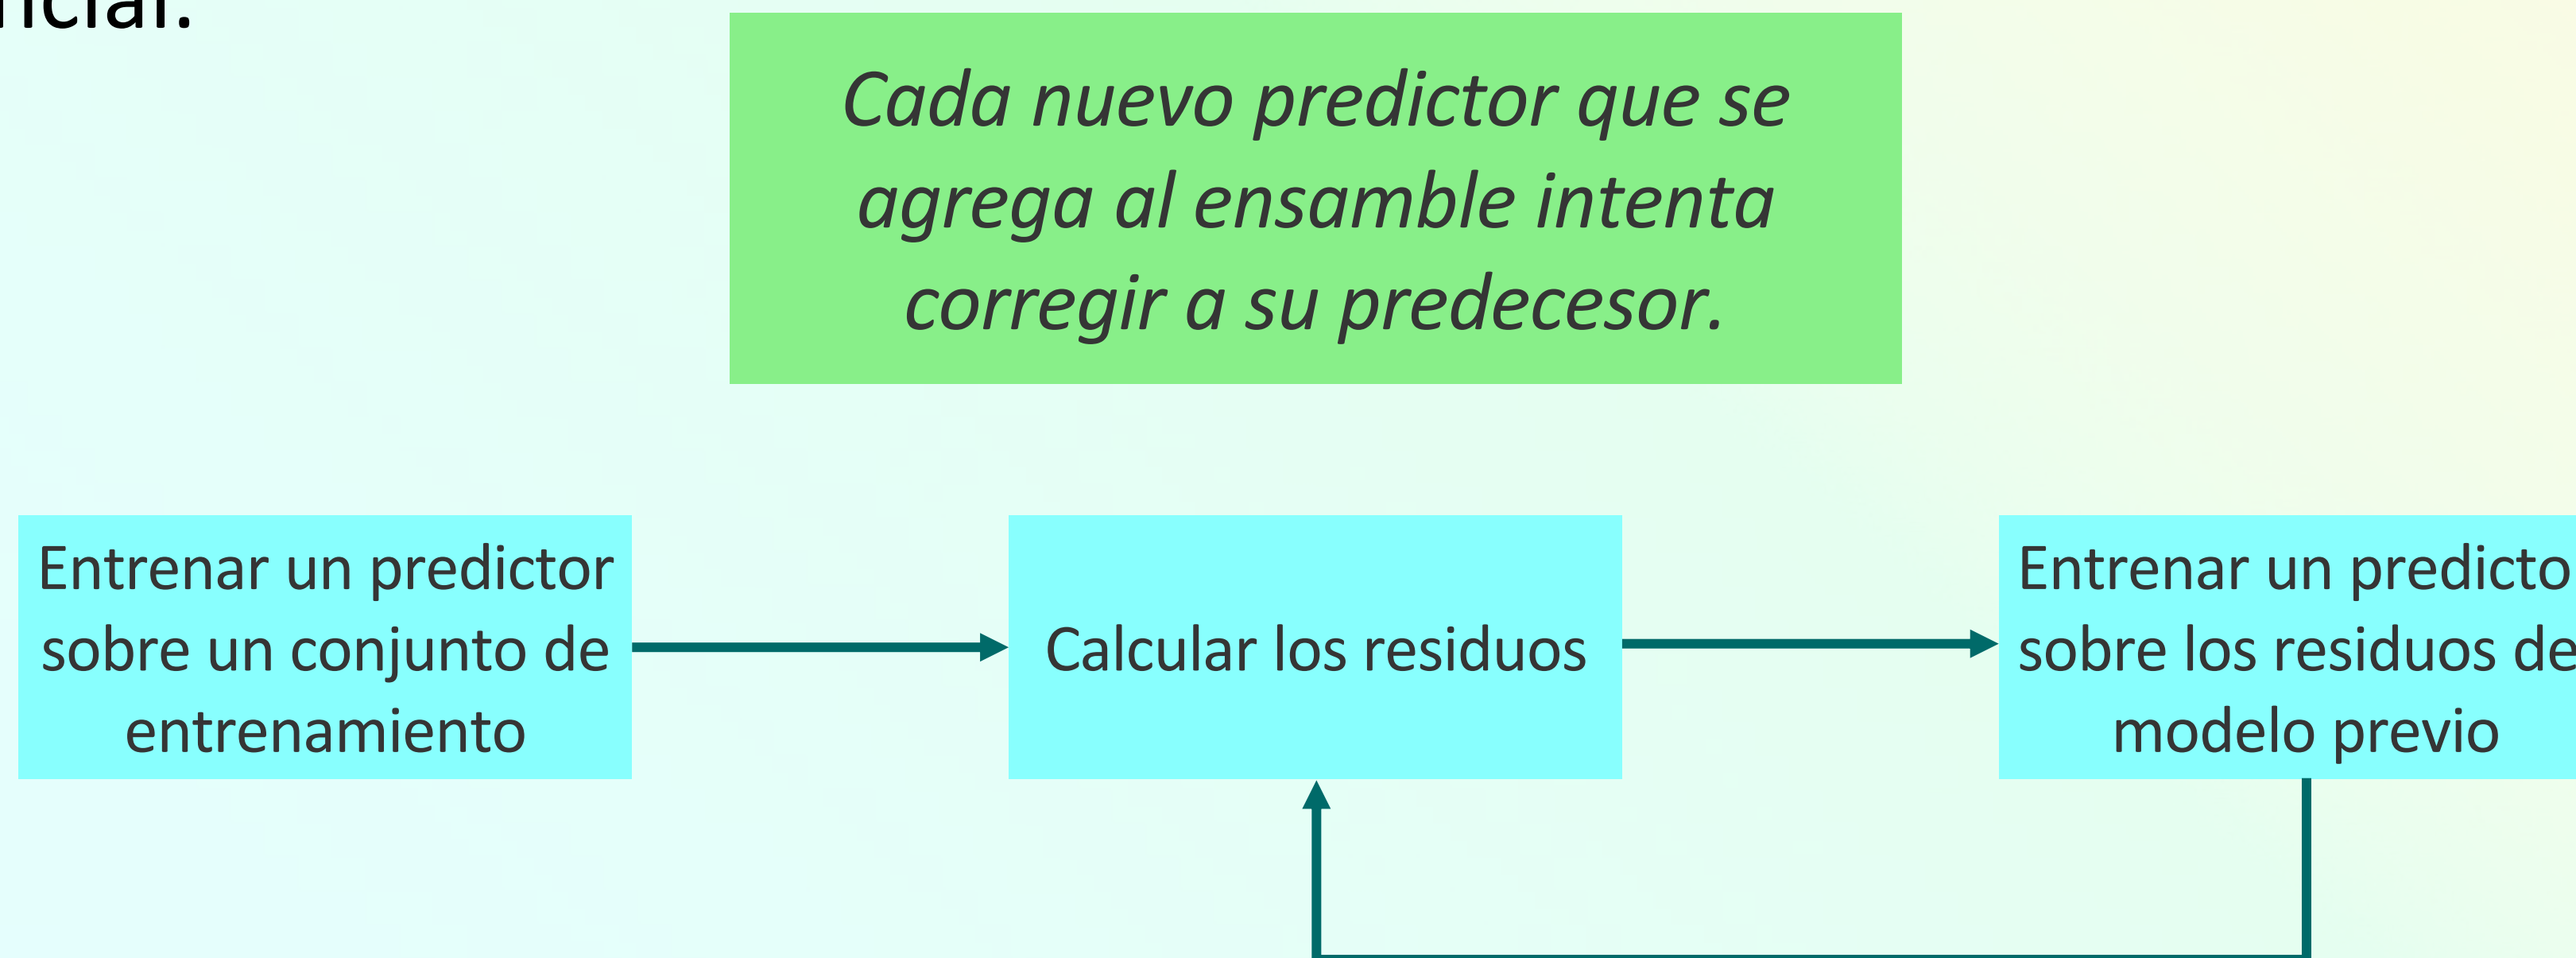 ncial.
Cada nuevo predictor que se
agrega al ensamble intenta
corregir a su predecesor.
Entrenar un predictor
sobre un conjunto de
entrenamiento
Calcular los residuos
Entrenar un predicto
sobre los residuos de
modelo previo